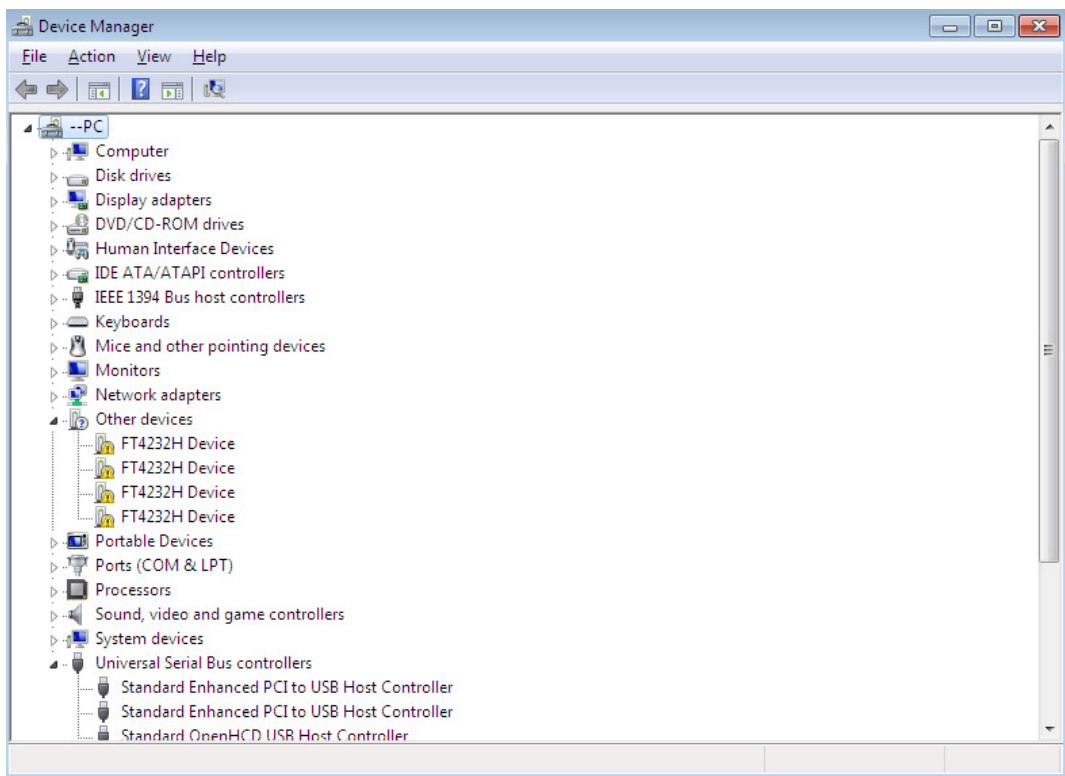 Device Manager
File Action View Help
--PC
Computer
Disk drives
Display adapters
DVD/CD-ROM drives
Human Interface Devices
IDE ATA/ATAPI controllers
IEEE 1394 Bus host controllers
Keyboards
Mice and other pointing devices
Monitors
Network adapters
Other devices
FT4232H Device
FT4232H Device
FT4232H Device
FT4232H Device
Portable Devices
Ports (COM & LPT)
Processors
Sound, video and game controllers
System devices
Universal Serial Bus controllers
Standard Enhanced PCI to USB Host Controller
Standard Enhanced PCI to USB Host Controller
Standard OpenHCD USB Host Controller